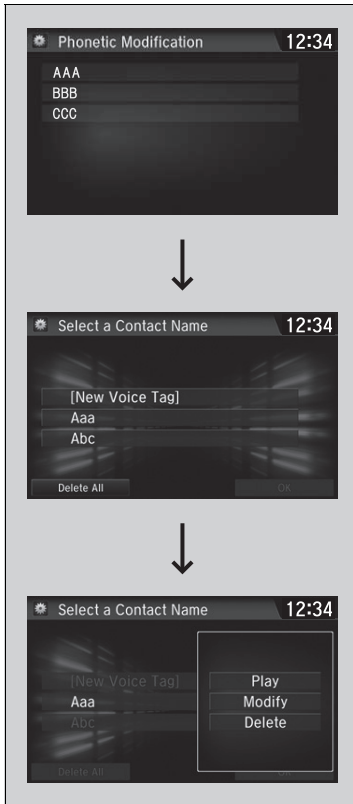 Phonetic Modification 12:34
AAA
BBB
CCC
Select a Contact Name 12:34
[New Voice Tag]
Aaa
Abc
Delete All OK
Select a Contact Name 12:34
[New Voice Tag] Play
Aaa Modify
Abc Delete
Delete All OK